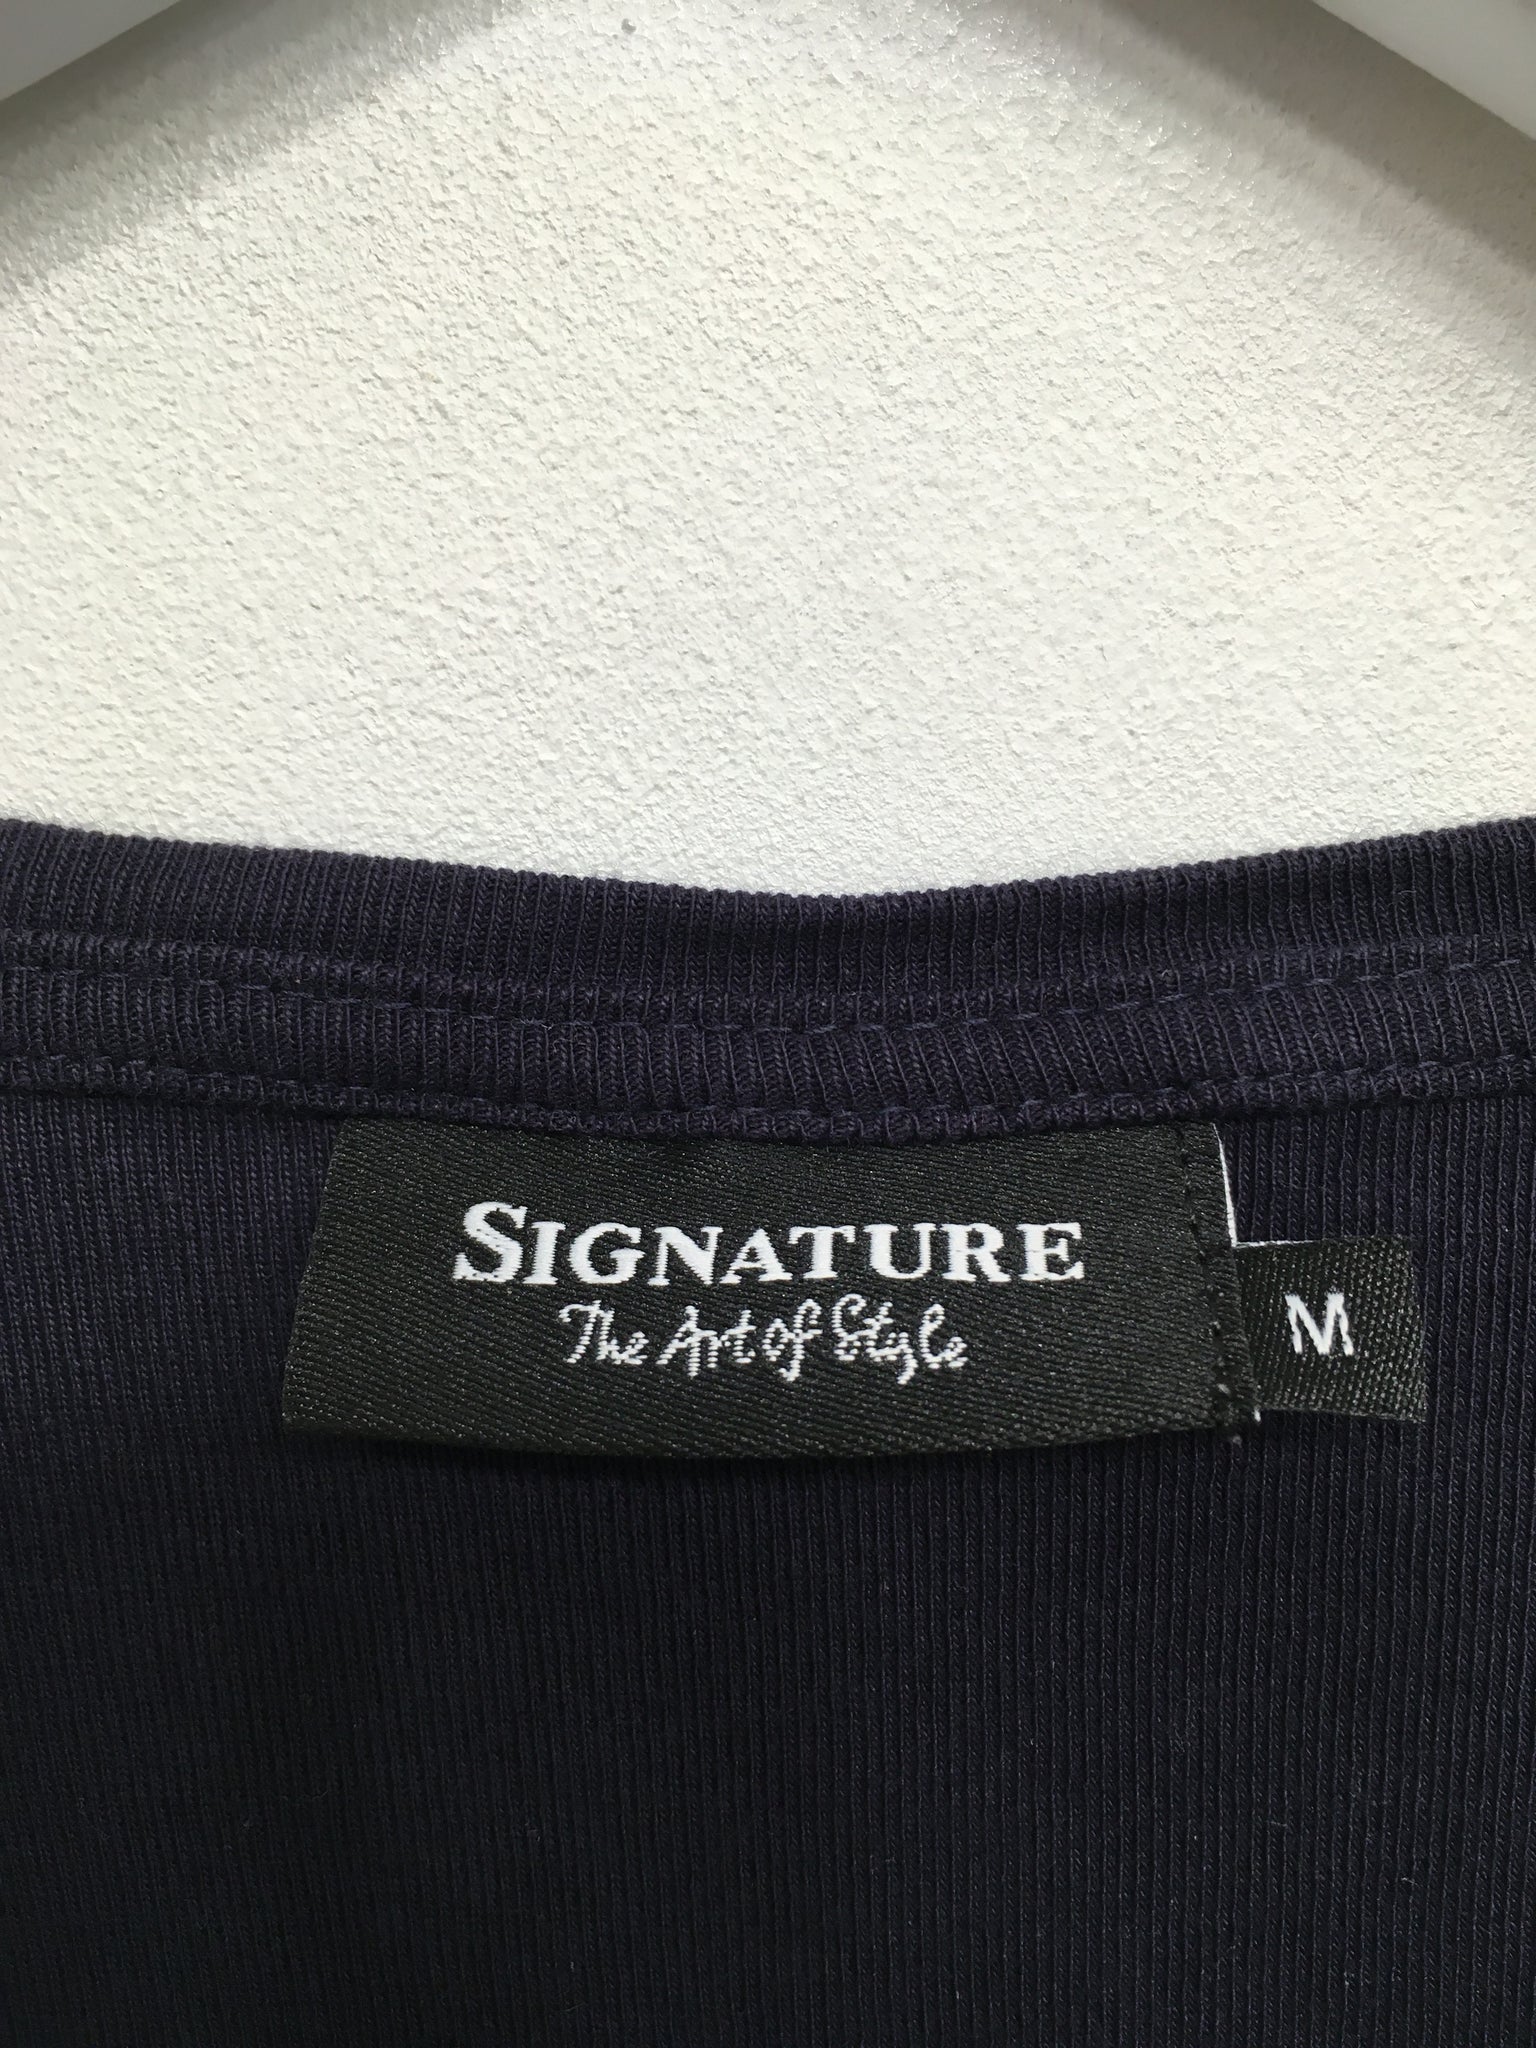 SIGNATURE
The Art of Style
M